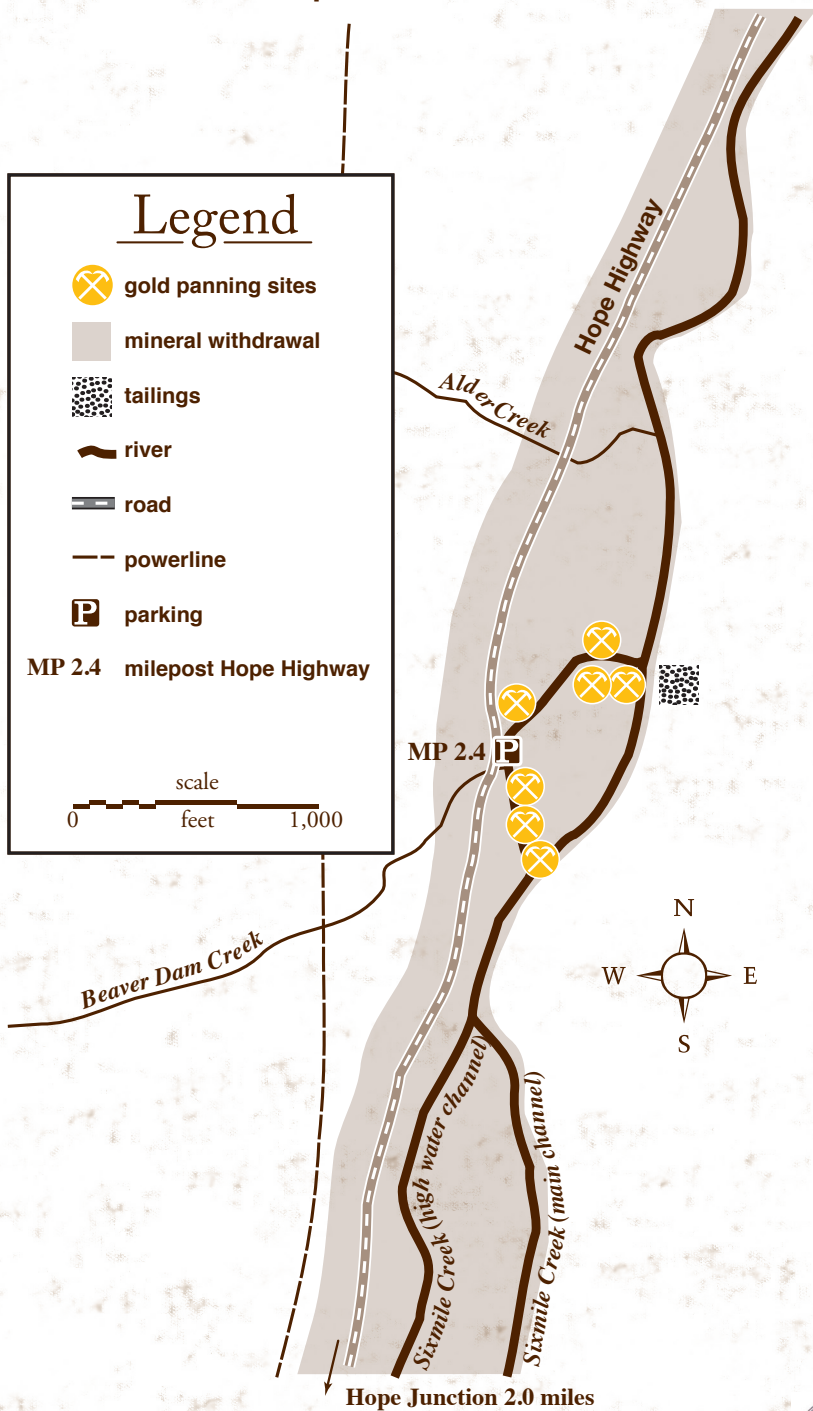 Legend
gold panning sites
mineral withdrawal
tailings
river
road
powerline
P parking
MP 2.4 milepost Hope Highway
scale
0 feet 1,000
Hope Highway
AlderCreek
MP 2.4 P
Beaver Dam Creek
N
W E
S
Sixmile Creek (high water channel)
Sixmile Creek (main channel)
Hope Junction 2.0 miles